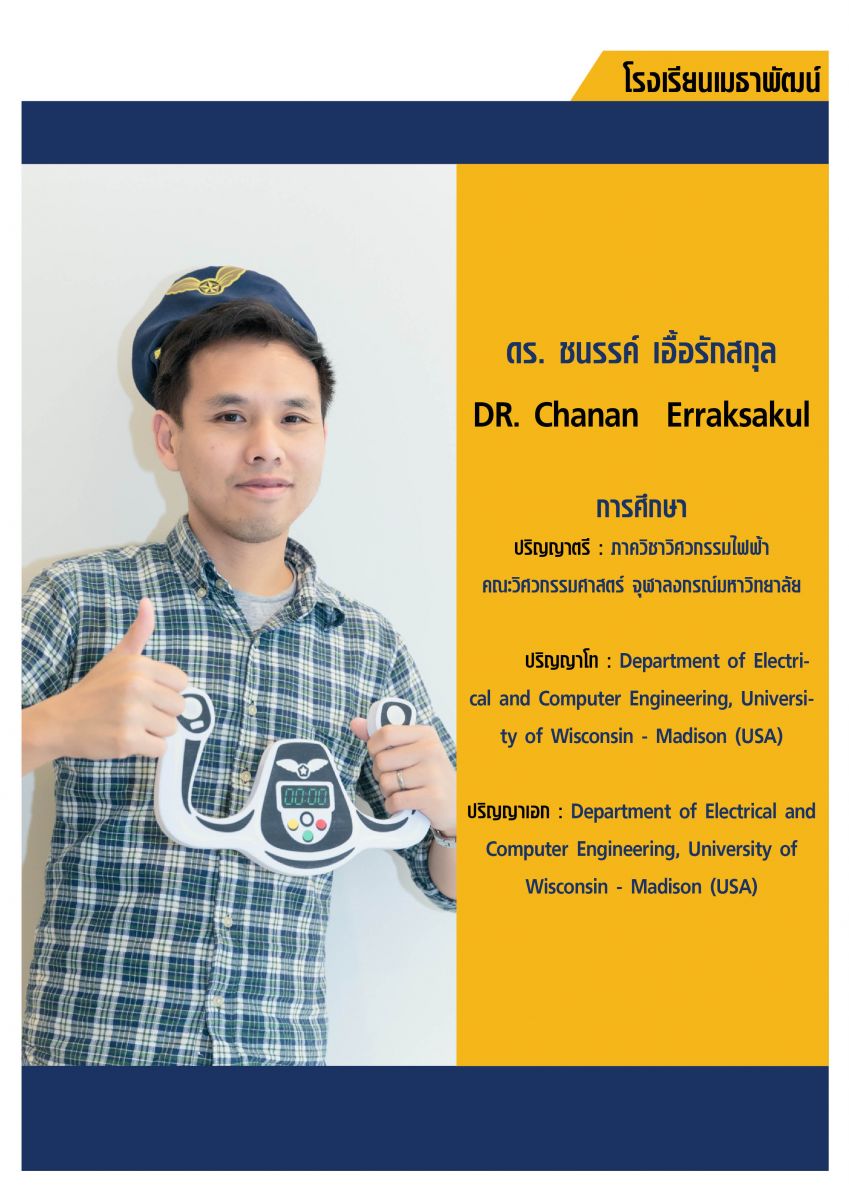 โรงเรียนเมธาพัฒน์
ดร. ชนรรค์ เอื้อรักสกุล
DR. Chanan Erraksakul
การศึกษา
ปริญญาตรี : ภาควิชาวิศวกรรมไฟฟ้า
คณะวิศวกรรมศาสตร์ จุฬาลงกรณ์มหาวิทยาลัย
ปริญญาโท : Department of Electri-
cal and Computer Engineering, Universi-
ty of Wisconsin - Madison (USA)
ปริญญาเอก : Department of Electrical and
Computer Engineering, University of
Wisconsin - Madison (USA)
00:00